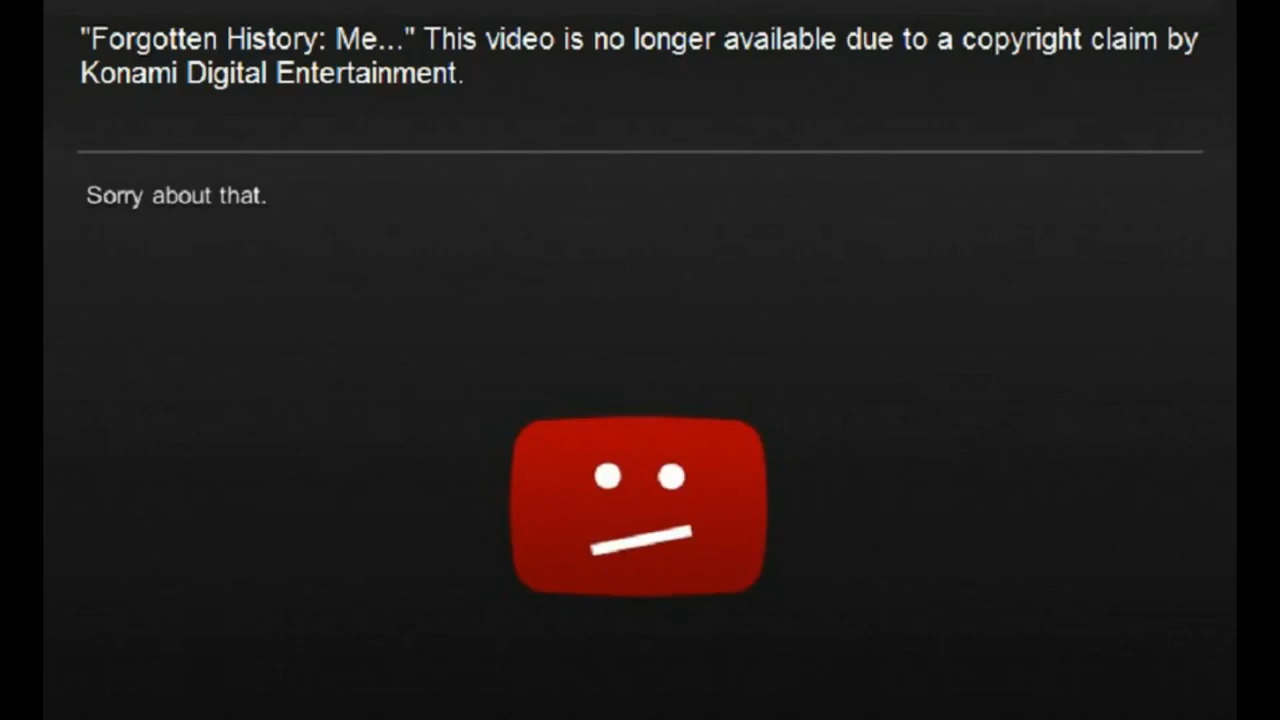 "Forgotten History: Me..." This video is no longer available due to a copyright claim by
Konami Digital Entertainment.
Sorry about that.